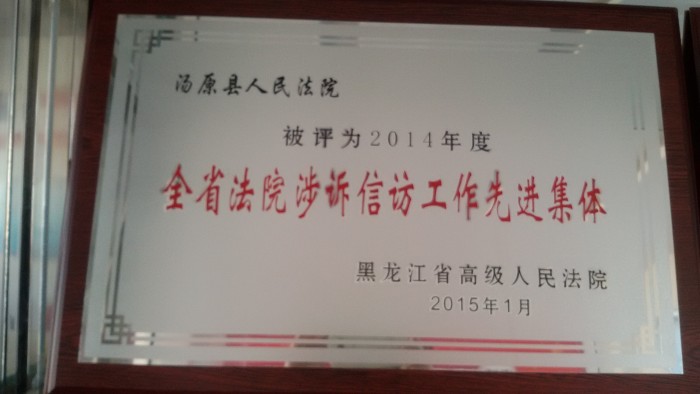 汤原县人民法院
被评为2014年度
全省法院涉诉信访工作先进集体
黑龙江省高级人民法院
2015年1月